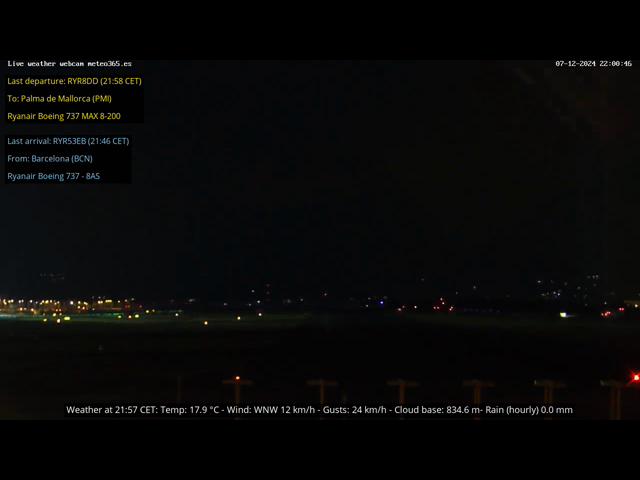 Live weather webcam meteo365.es
07-12-2024 22:00:46
Last departure: RYR8DD (21:58 CET)
To: Palma de Mallorca (PMI)
Ryanair Boeing 737 MAX 8-200
Last arrival: RYR53EB (21:46 CET)
From: Barcelona (BCN)
Ryanair Boeing 737 - 8AS
Weather at 21:57 CET: Temp: 17.9 °C - Wind: WNW 12 km/h - Gusts: 24 km/h - Cloud base: 834.6 m- Rain (hourly) 0.0 mm